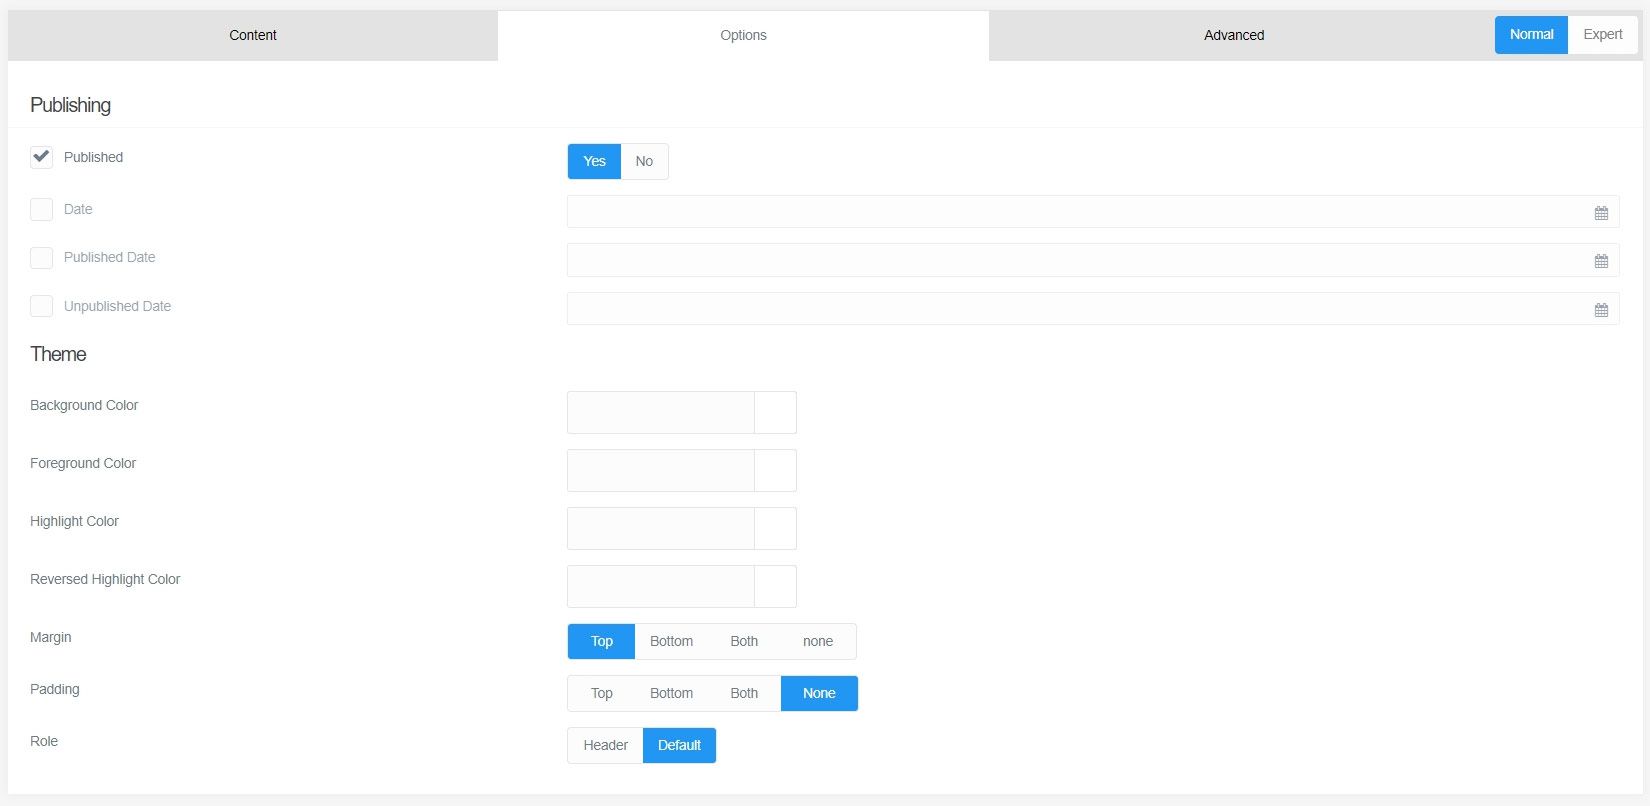 Content Options Advanced Normal Expert
Publishing
Published Yes No
Date
Published Date
Unpublished Date
Theme
Background Color
Foreground Color
Highlight Color
Reversed Highlight Color
Margin Top Bottom Both none
Padding Top Bottom Both None
Role Header Default